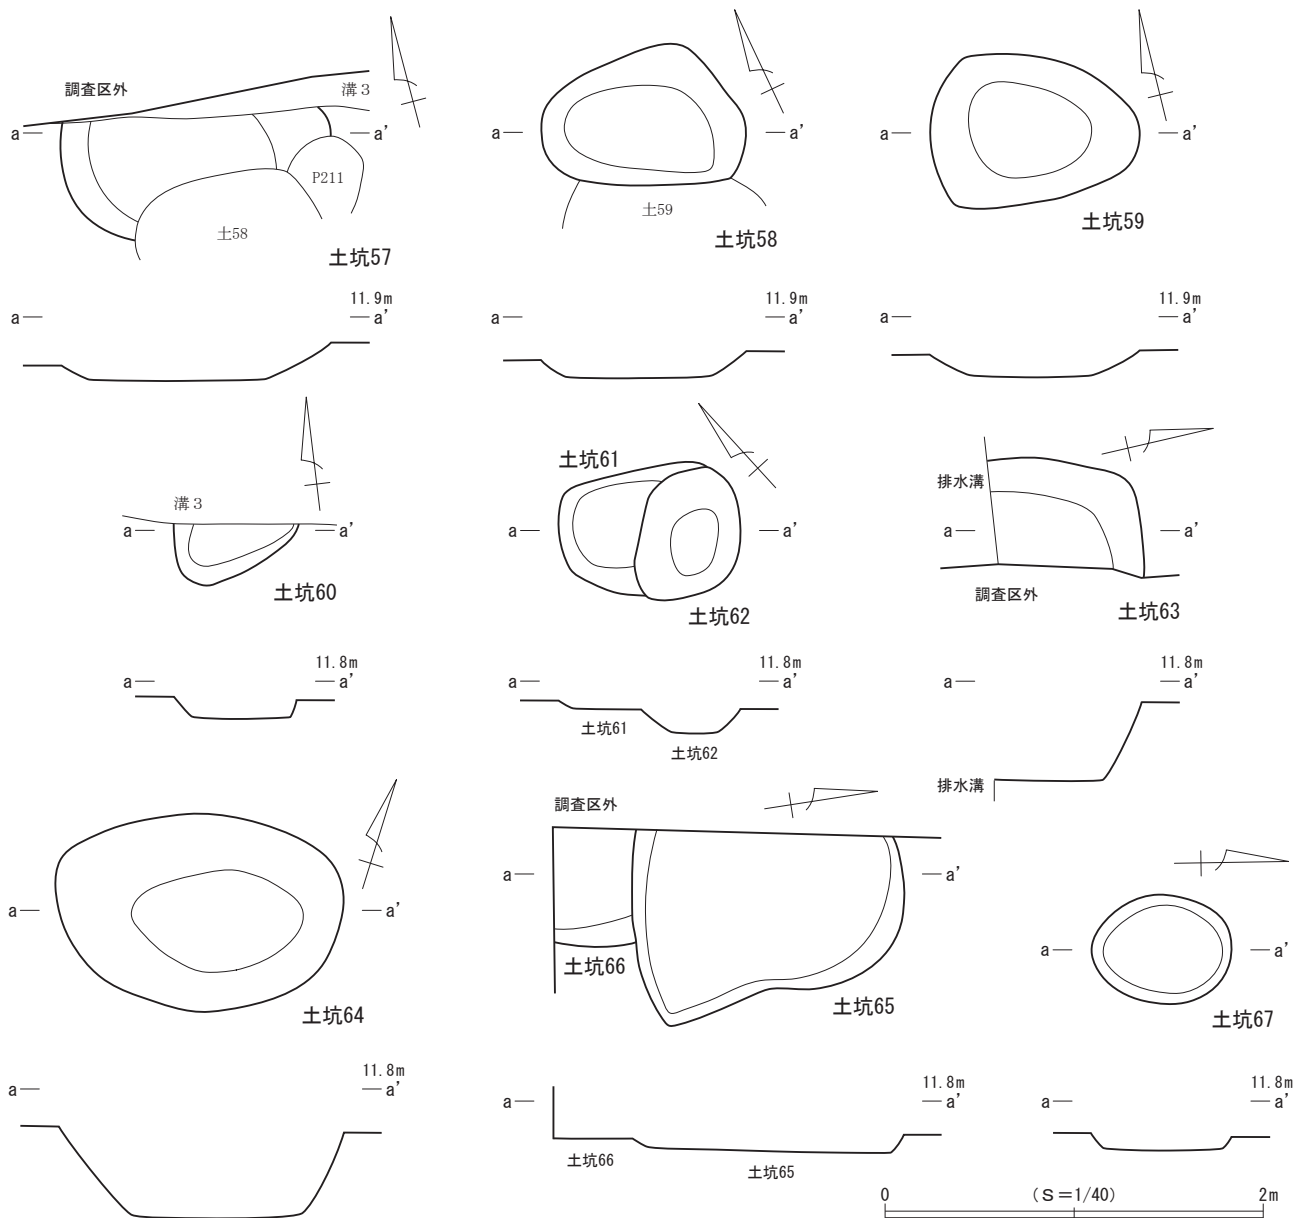 調査区外
溝3
a
a'
P211
土58
土坑57
a
a'
土59
土坑58
a
a'
土坑59
11.9m
a
a'
11.9m
a
a'
11.9m
a
a'
溝3
a
a'
土坑60
土坑61
a
a'
土坑62
排水溝
a
a'
調査区外
土坑63
11.8m
a
a'
11.8m
a
a'
土坑61
土坑62
11.8m
a
a'
排水溝
a
a'
土坑64
調査区外
a
a'
土坑66
土坑65
a
a'
土坑67
11.8m
a
a'
11.8m
a
a'
土坑66
土坑65
11.8m
a
a'
0 (S=1/40) 2m